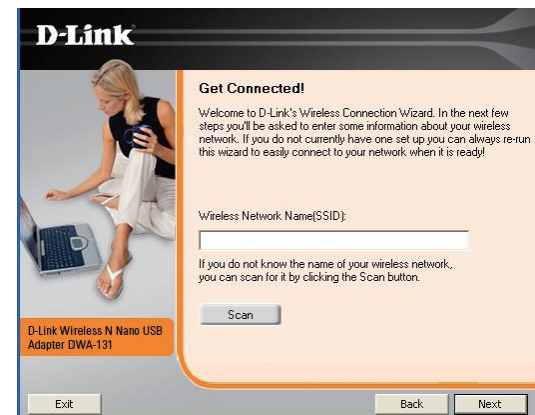 D-Link
Get Connected!
Welcome to D-Link's Wireless Connection Wizard. In the next few
steps you'll be asked to enter some information about your wireless
network. If you do not currently have one set up you can always re-run
this wizard to easily connect to your network when it is ready!
Wireless Network Name(SSID):
If you do not know the name of your wireless network,
you can scan for it by clicking the Scan button.
Scan
D-Link Wireless N Nano USB
Adapter DWA-131
Exit
Back
Next